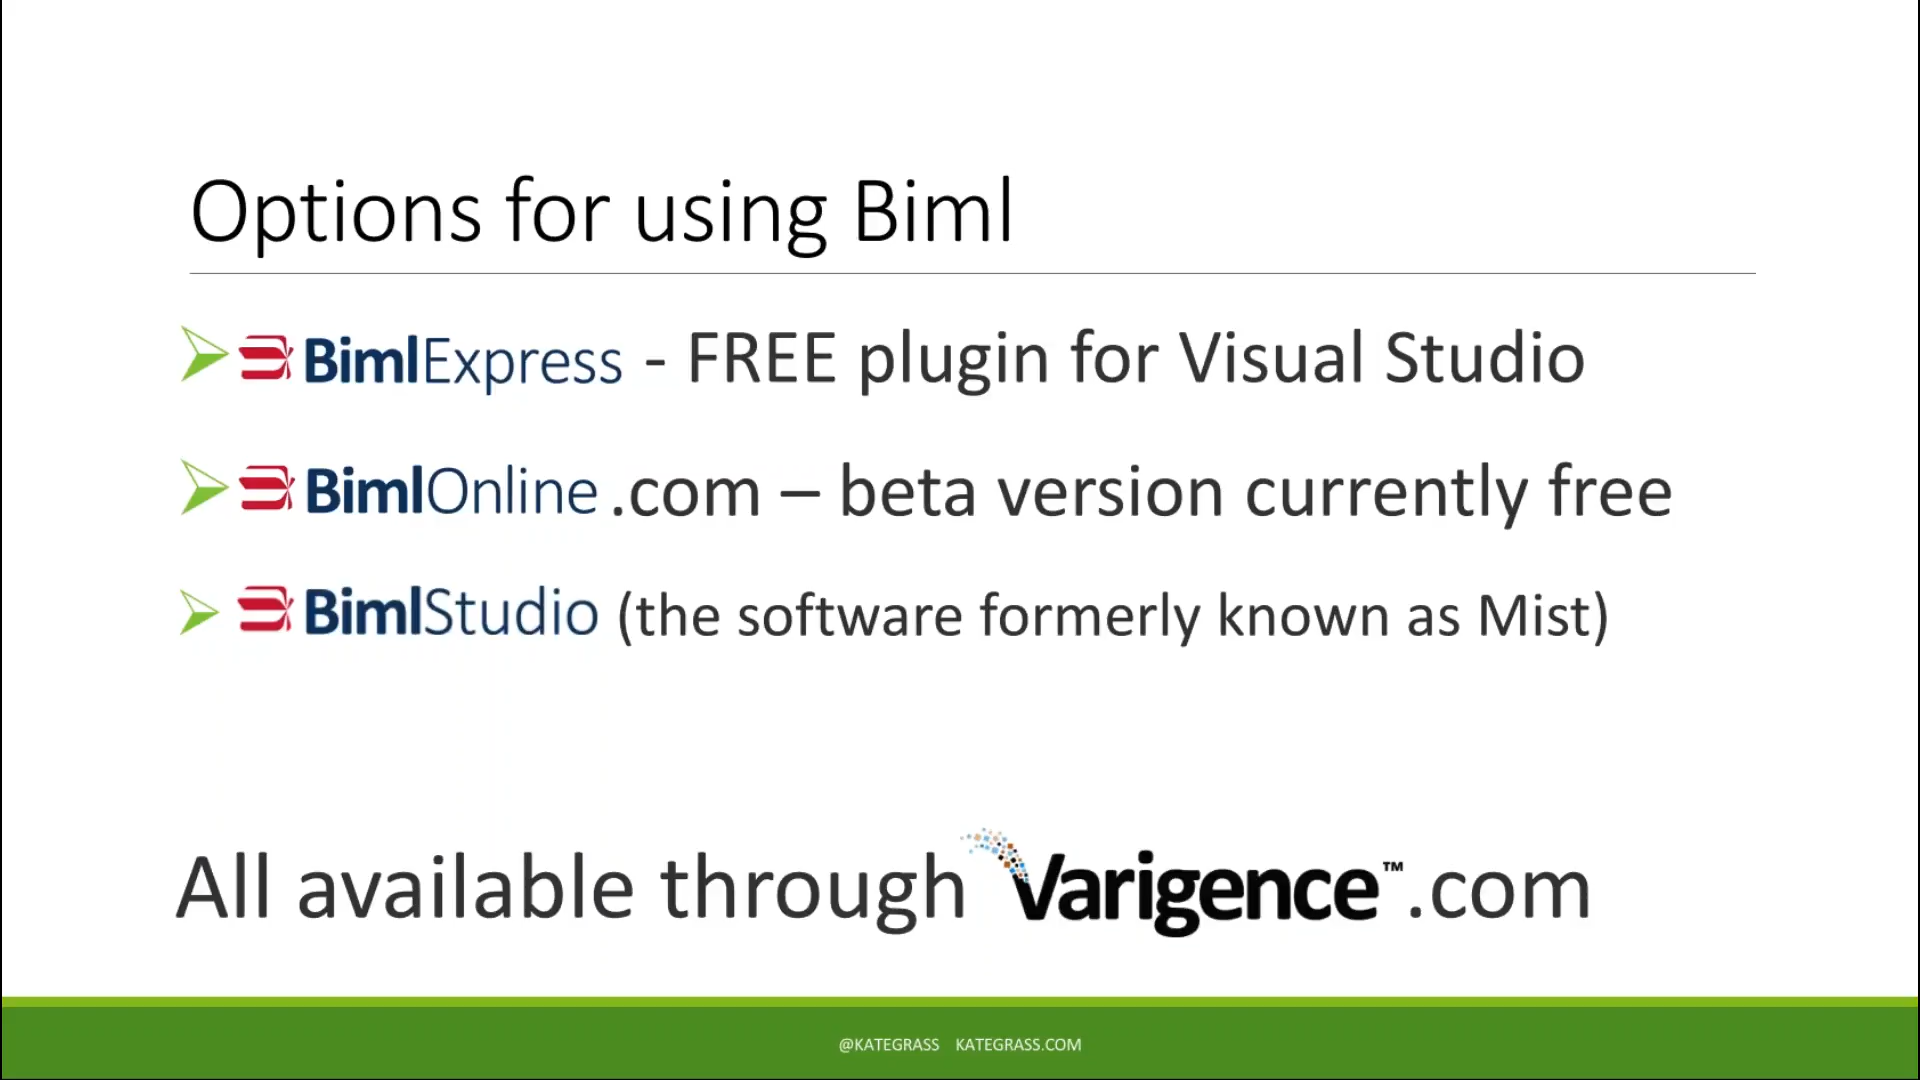 Options for using Biml
BimlExpress - FREE plugin for Visual Studio
BimlOnline .com – beta version currently free
BimlStudio (the software formerly known as Mist)
All available through Varigence™.com
@KATEGRASS KATEGRASS.COM